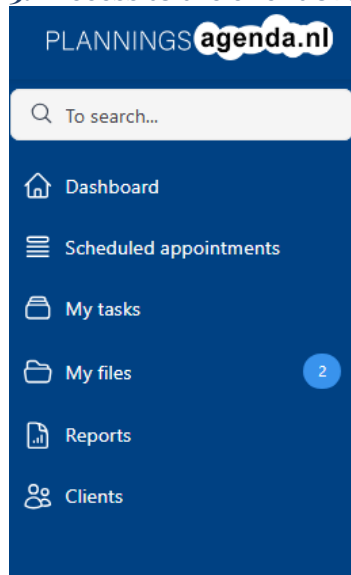 PLANNINGSagenda.nl
To search...
Dashboard
Scheduled appointments
My tasks
My files 2
Reports
Clients